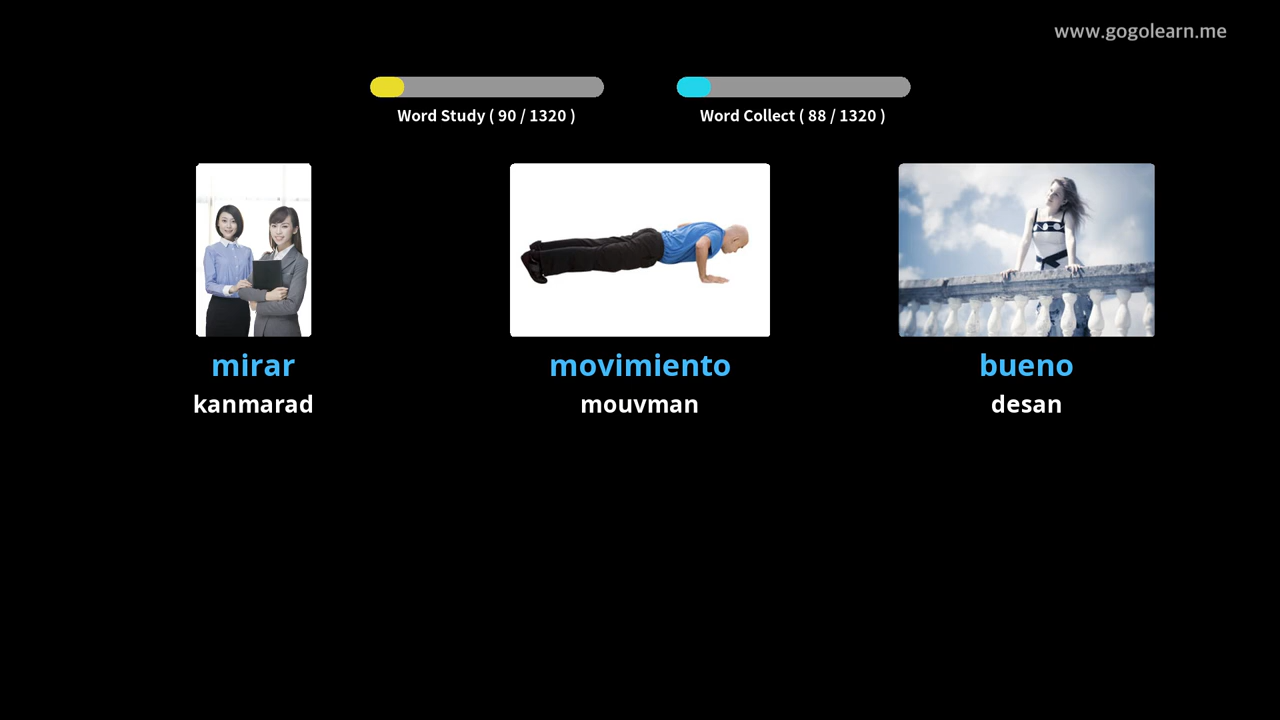 www.gogolearn.me
Word Study ( 90 / 1320 )
Word Collect ( 88 / 1320 )
mirar
kanmarad
movimiento
mouvman
bueno
desan